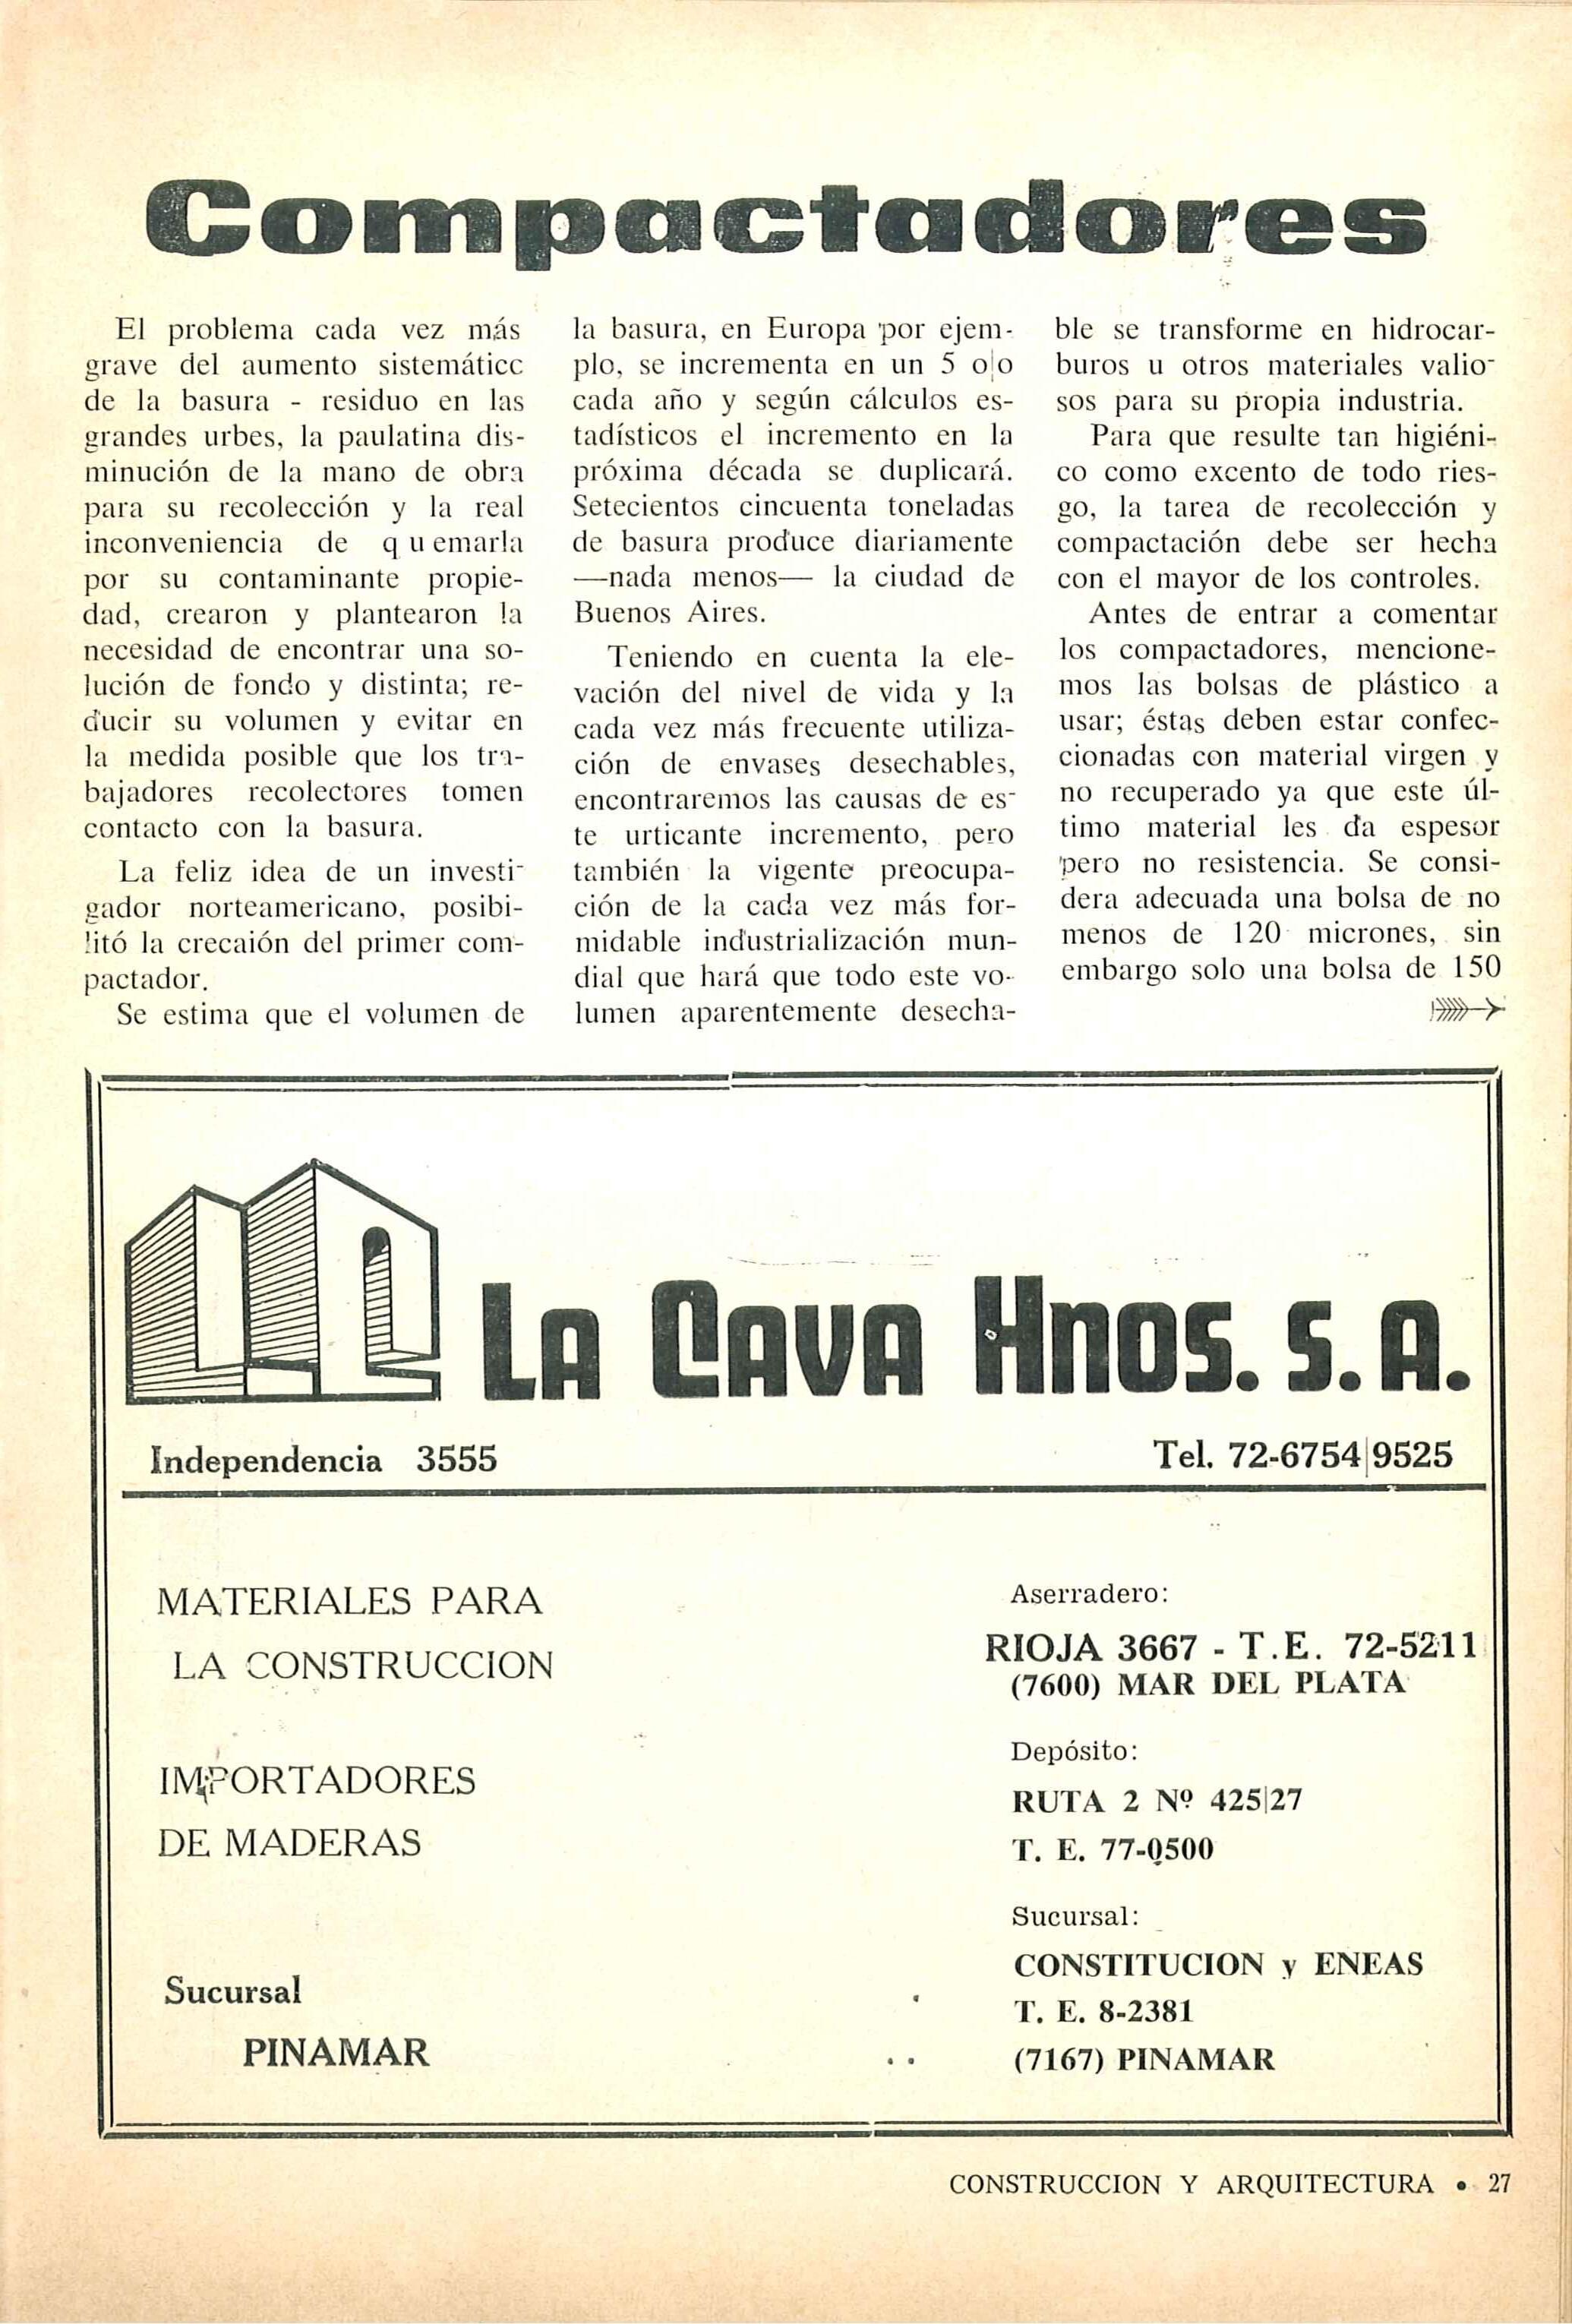 Compactadores
El problema cada vez más
grave del aumento sistemáticc
de la basura - residuo en las
grandes urbes, la paulatina dis-
minución de la mano de obra
para su recolección y la real
inconveniencia de q u emarla
por su contaminante propie-
dad, crearon y plantearon la
necesidad de encontrar una so-
lución de fondo y distinta; re-
ducir su volumen y evitar en
la medida posible que los tra-
bajadores recolectores tomen
contacto con la basura.
La feliz idea de un investi-
gador norteamericano, posibi-
litó la crecaión del primer com-
pactador.
Se estima que el volumen de
la basura, en Europa por ejem-
plo, se incrementa en un 5 o|o
cada año y según cálculos es-
tadísticos el incremento en la
próxima década se duplicará.
Setecientos cincuenta toneladas
de basura produce diariamente
—nada menos— la ciudad de
Buenos Aires.
Teniendo en cuenta la ele-
vación del nivel de vida y la
cada vez más frecuente utiliza-
ción de envases desechables,
encontraremos las causas de es-
te urticante incremento, pero
también la vigente preocupa-
ción de la cada vez más for-
midable industrialización mun-
dial que hará que todo este vo-
lumen aparentemente desecha-
ble se transforme en hidrocar-
buros u otros materiales valio-
sos para su propia industria.
Para que resulte tan higiéni-
co como excento de todo ries-
go, la tarea de recolección y
compactación debe ser hecha
con el mayor de los controles.
Antes de entrar a comentar
los compactadores, mencione-
mos las bolsas de plástico a
usar; éstas deben estar confec-
cionadas con material virgen y
no recuperado ya que este úl-
timo material les da espesor
pero no resistencia. Se consi-
dera adecuada una bolsa de no
menos de 120 micrones, sin
embargo solo una bolsa de 150
LA CAVA Hnos. S. A.
Independencia 3555
Tel. 72-6754|9525
MATERIALES PARA
LA CONSTRUCCION
IMPORTADORES
DE MADERAS
Sucursal
PINAMAR
Aserradero:
RIOJA 3667 - T.E. 72-5211
(7600) MAR DEL PLATA
Depósito:
RUTA 2 Nº 425|27
T. E. 77-0500
Sucursal:
CONSTITUCION y ENEAS
T. E. 8-2381
(7167) PINAMAR
CONSTRUCCION Y ARQUITECTURA • 27